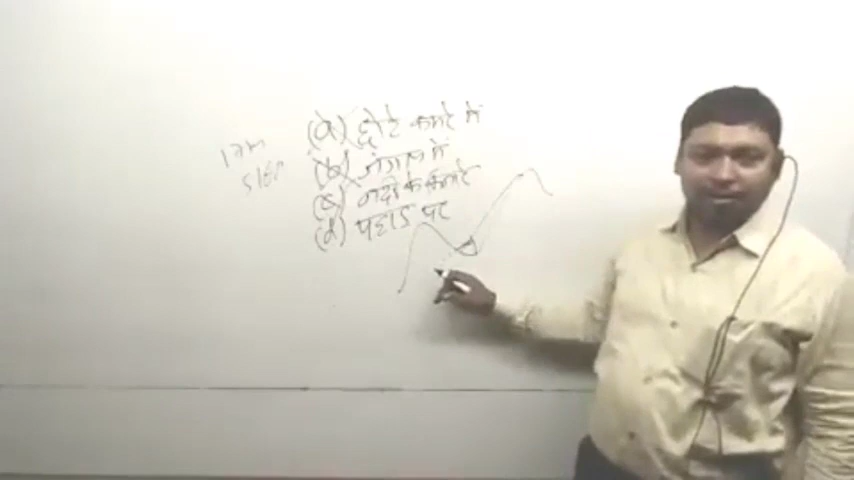 (a) छोटे कमरे में
(b) जंगल में
नदी के किनारे
(d) पहाड़ पर